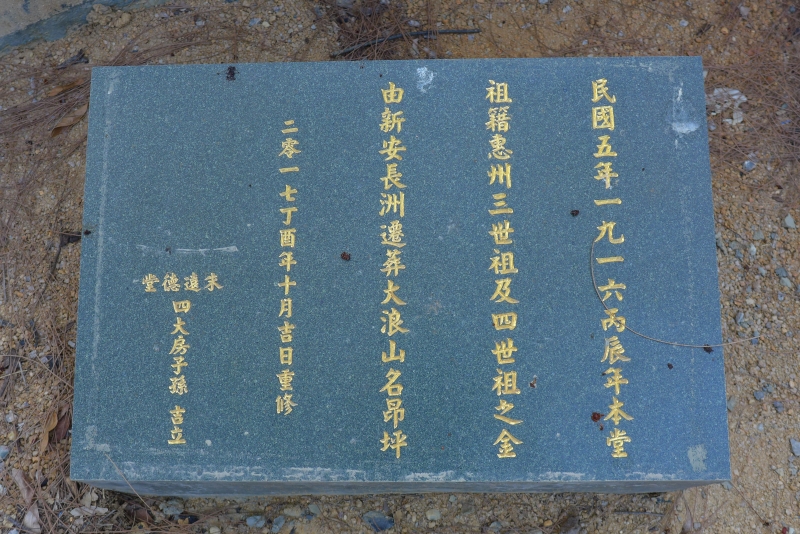 民國五年一九一六丙辰年本堂
祖籍惠州三世祖及四世祖之金
由新安長洲遷葬大浪山名昂坪
二零一七丁酉年十月吉日重修
朱遠德堂
四大房子孫 吉立